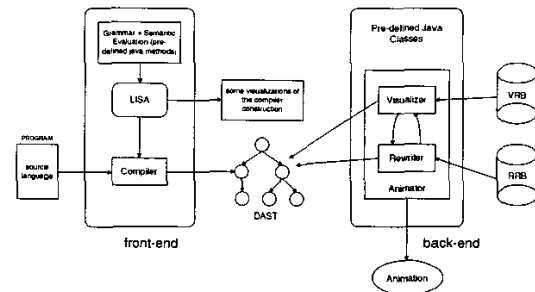 Grammar + Semantic
Evaluation (pre-
defined java methods)
LISA
some visualizations of
the compiler
construction
PROGRAM
source
language
Compiler
DAST
front-end
Pre-defined Java
Classes
Visualizer
Rewriter
Animator
back-end
VRB
RRB
Animation